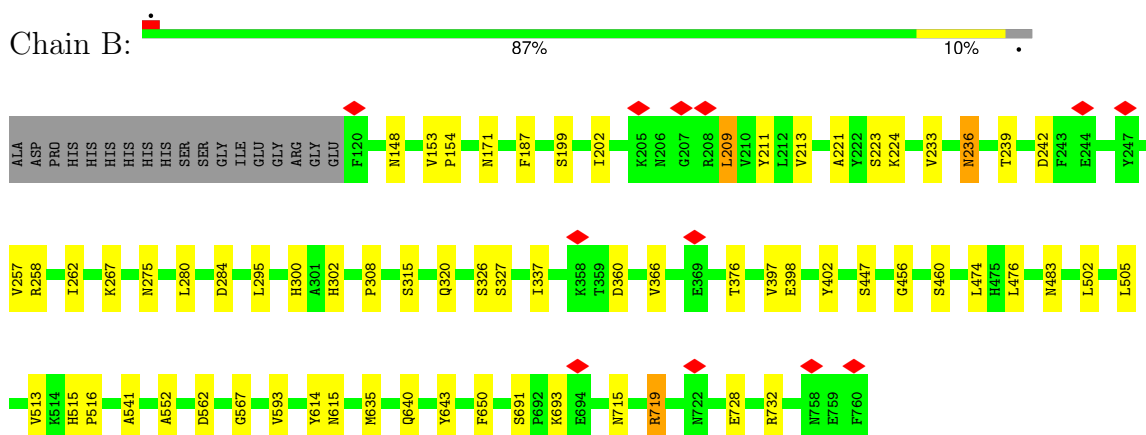 Chain B:
87% 10% •
ALA ASP PRO HIS HIS HIS HIS HIS HIS SER SER GLY ILE GLU GLY ARG GLY GLU F120 N148 V153 P154 N171 F187 S199 I202 K205 N206 G207 R208 L209 V210 Y211 L212 V213 A221 Y222 S223 K224 V233 N236 T239 D242 F243 E244 Y247
V257 R258 I262 K267 N275 L280 D284 L295 H300 A301 H302 P308 S315 Q320 S326 S327 I337 K358 T359 D360 V366 E369 T376 V397 E398 Y402 S447 G456 S460 L474 H475 L476 N483 L502 L505
V513 K514 H515 P516 A541 A552 D562 G567 V593 Y614 N615 M635 Q640 Y643 F650 S691 P692 K693 E694 N715 R719 N722 E728 R732 N758 E759 F760